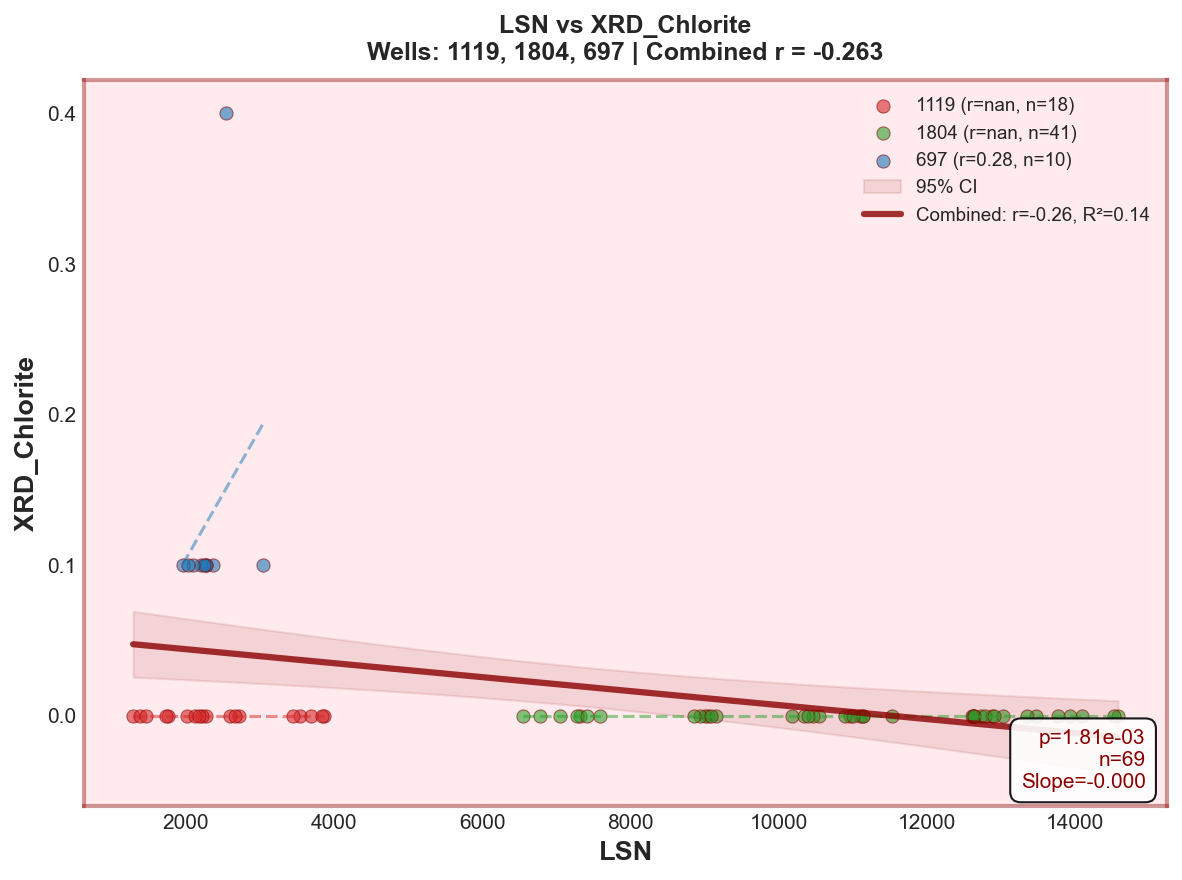 LSN vs XRD_Chlorite
Wells: 1119, 1804, 697 | Combined r = -0.263
1119 (r=nan, n=18)
1804 (r=nan, n=41)
697 (r=0.28, n=10)
95% CI
Combined: r=-0.26, R²=0.14
XRD_Chlorite
0.4
0.3
0.2
0.1
0.0
p=1.81e-03
n=69
Slope=-0.000
2000 4000 6000 8000 10000 12000 14000
LSN